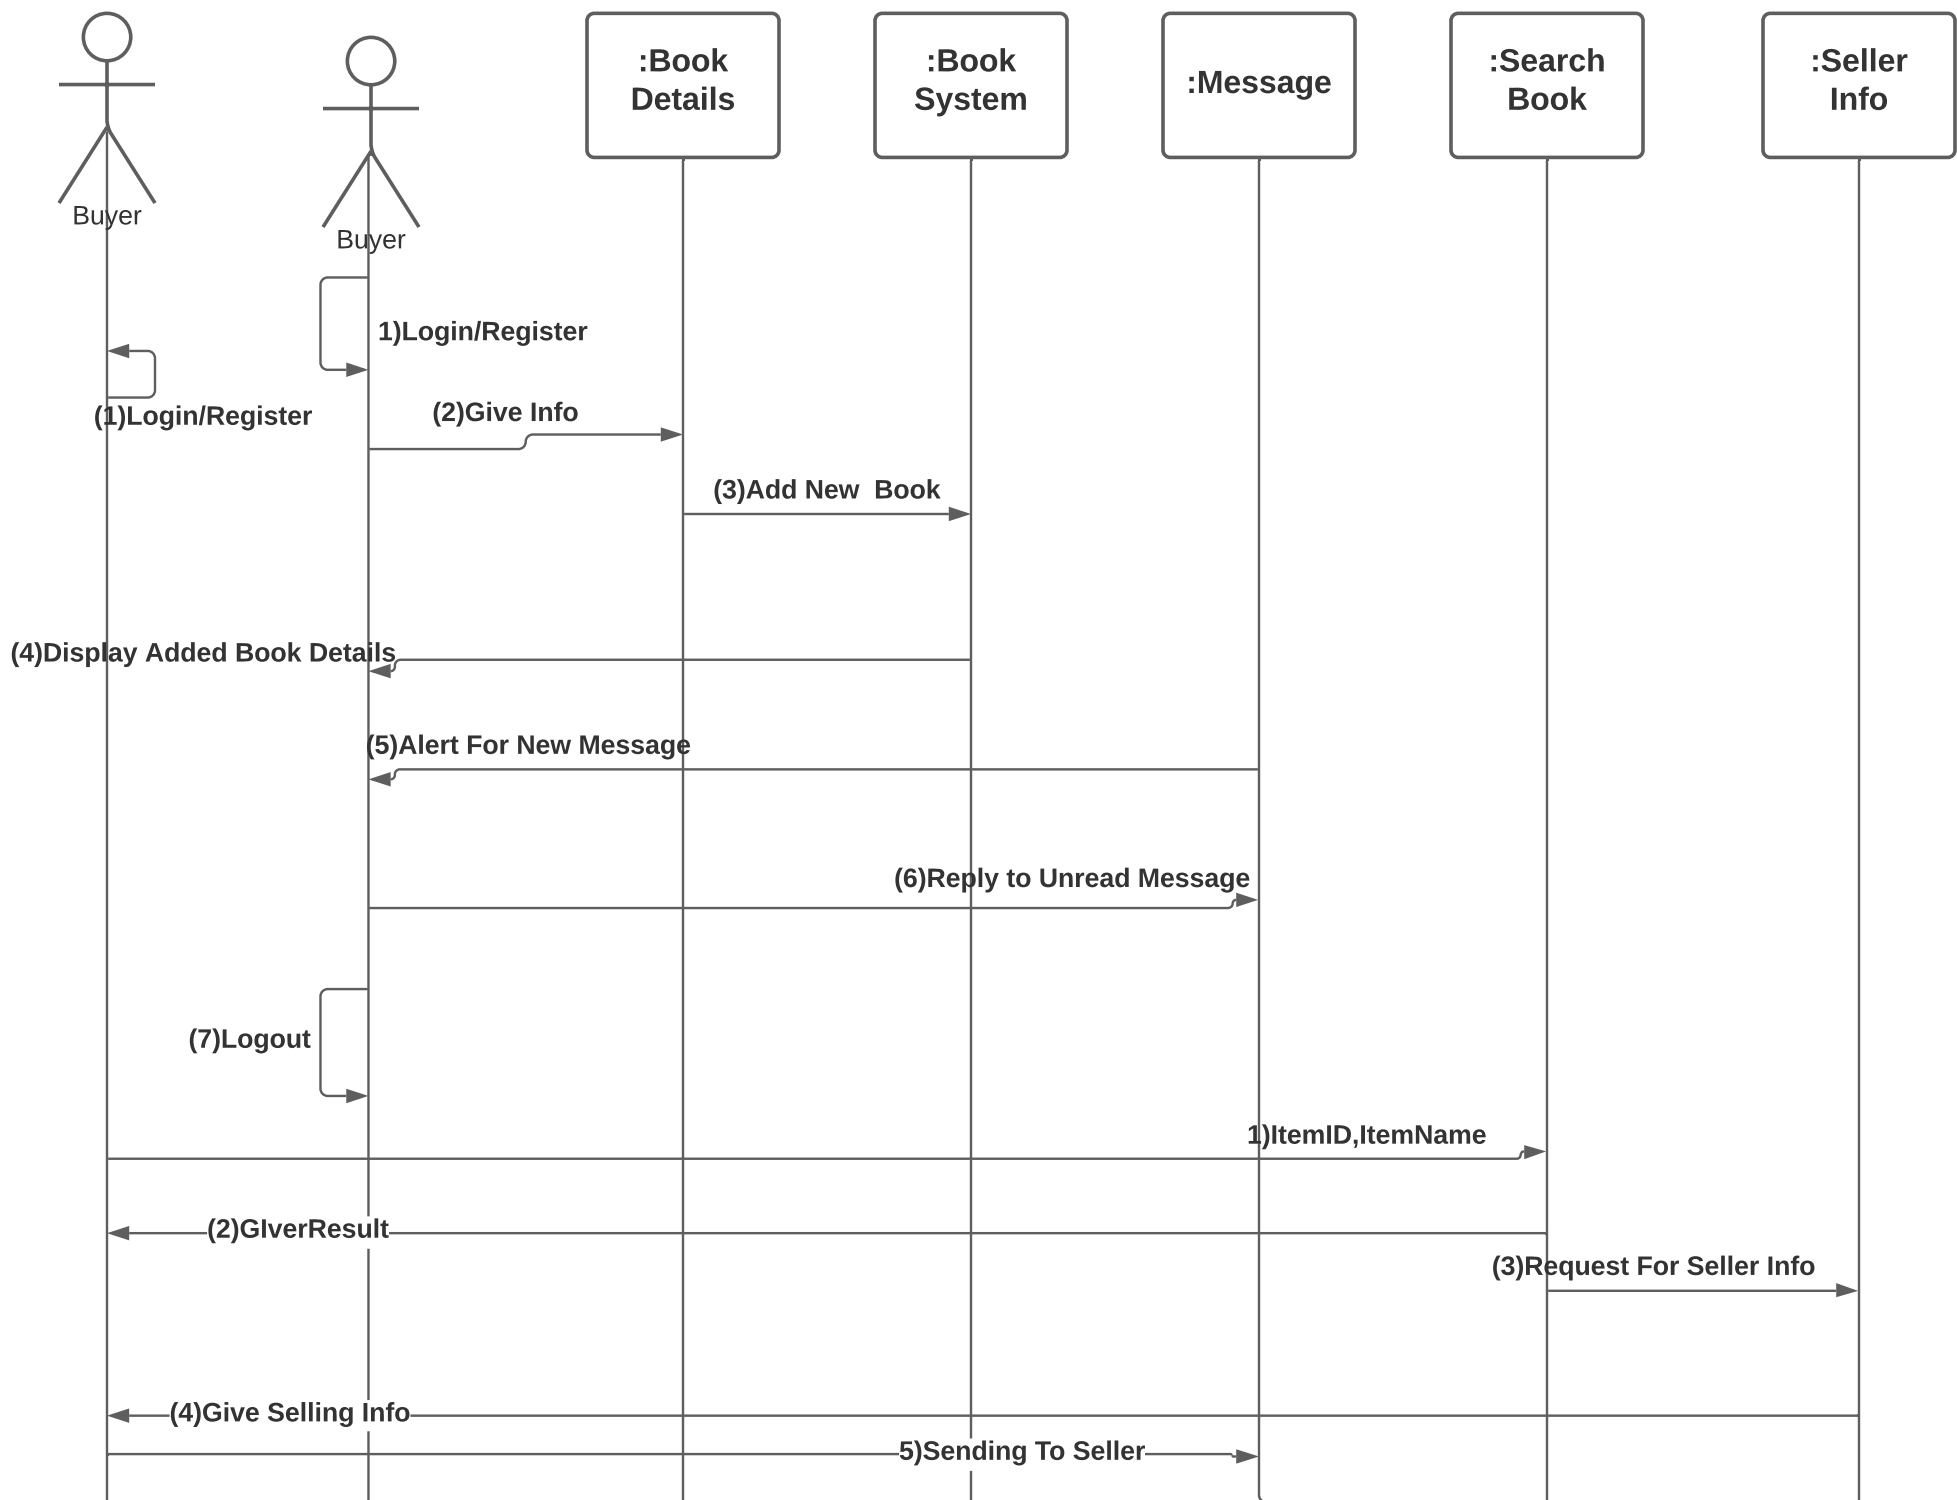 :Book
Details
:Book
System
:Message
:Search
Book
:Seller
Info
Buyer
Buyer
1)Login/Register
(1)Login/Register
(2)Give Info
(3)Add New  Book
(4)Display Added Book Details
(5)Alert For New Message
(6)Reply to Unread Message
(7)Logout
1)ItemID,ItemName
(2)GIverResult
(3)Request For Seller Info
(4)Give Selling Info
5)Sending To Seller